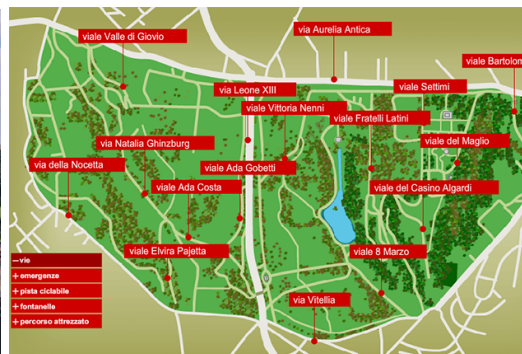 viale Valle di Giovio
via Aurelia Antica
viale Bartolom
via Leone XIII
viale Settimi
viale Vittoria Nenni
viale Fratelli Latini
via Natalia Ghinzburg
viale del Maglio
via della Nocetta
viale Ada Gobetti
viale Ada Costa
viale del Casino Algardi
viale Elvira Pajetta
viale 8 Marzo
– vie
+ emergenze
+ pista ciclabile
+ fontanelle
+ percorso attrezzato
via Vitellia